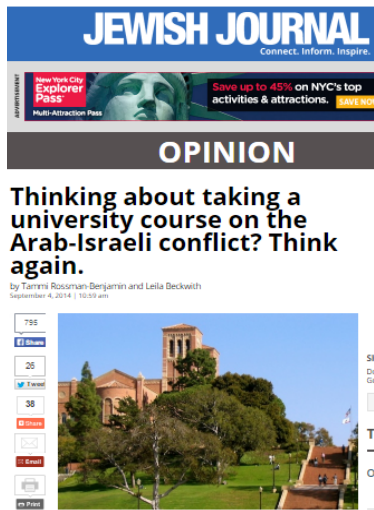 JEWISH JOURNAL
Connect. Inform. Inspire.
ADVERTISEMENT
New York City
Explorer
Pass
Multi-Attraction Pass
Save up to 45% on NYC's top
activities & attractions.
SAVE NOW
OPINION
Thinking about taking a
university course on the
Arab-Israeli conflict? Think
again.
by Tammi Rossman-Benjamin and Leila Beckwith
September 4, 2014 | 10:59 am
795
Share
26
Tweet
38
Share
Email
Print